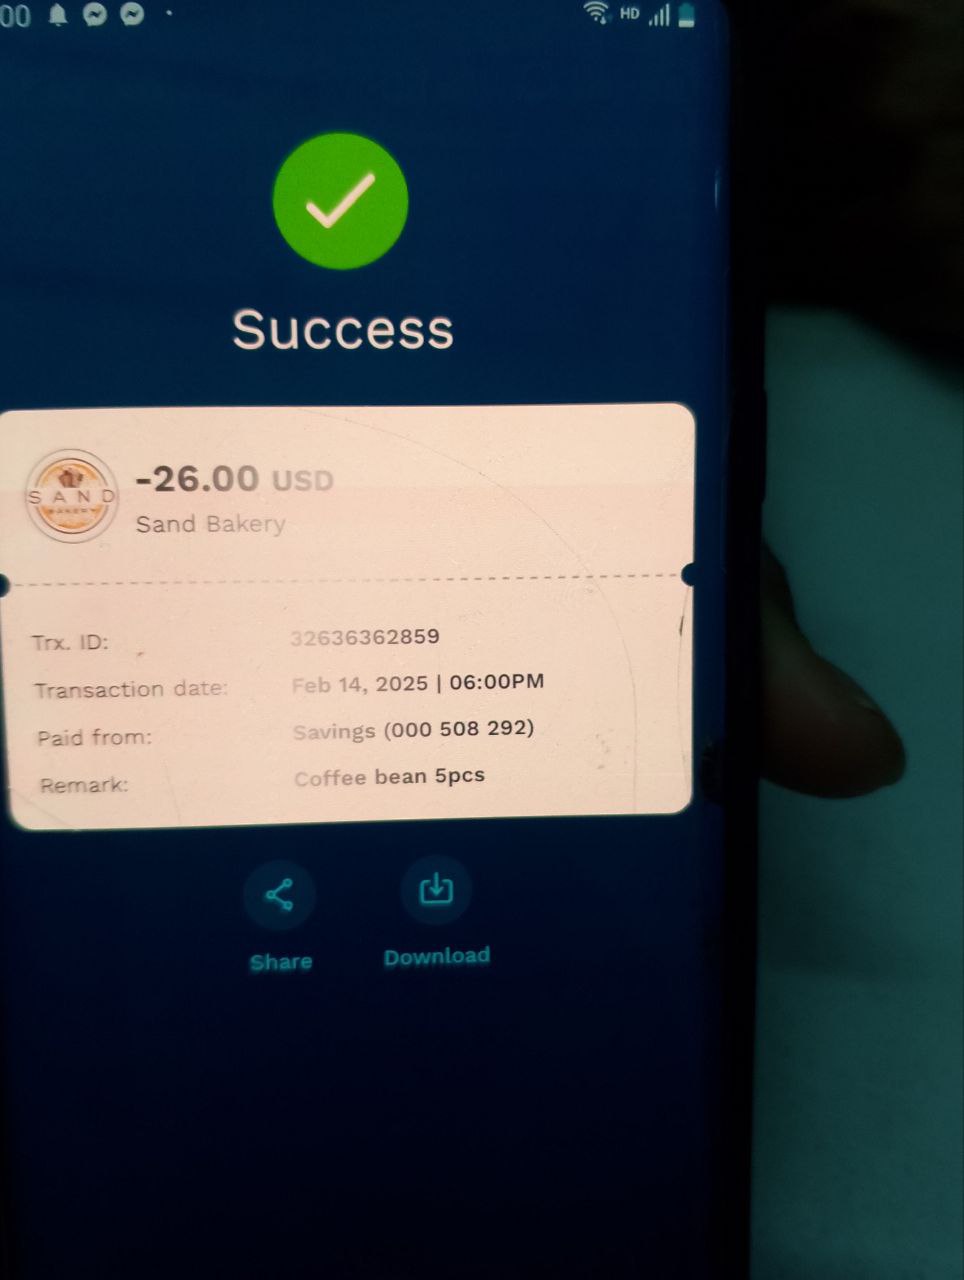 00 HD
Success
SAND
BAKERY
-26.00 USD
Sand Bakery
Trx. ID: 32636362859
Transaction date: Feb 14, 2025 | 06:00PM
Paid from: Savings (000 508 292)
Remark: Coffee bean 5pcs
Share Download